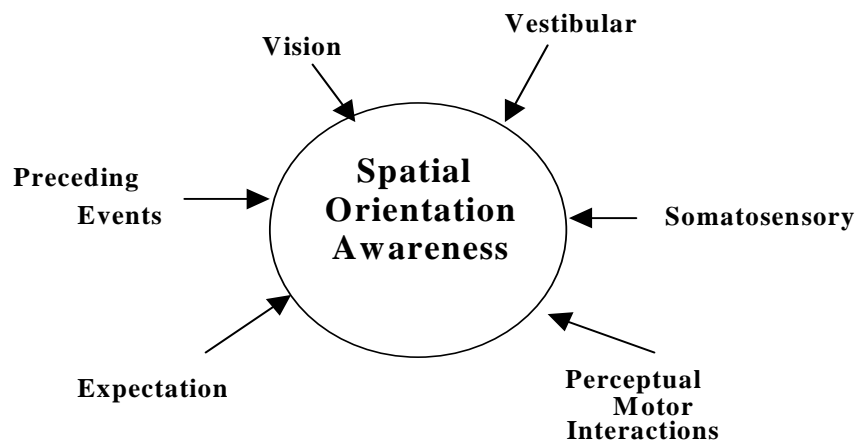 Vestibular
Vision
Spatial
Orientation
Awareness
Preceding
Events
Somatosensory
Expectation
Perceptual
Motor
Interactions